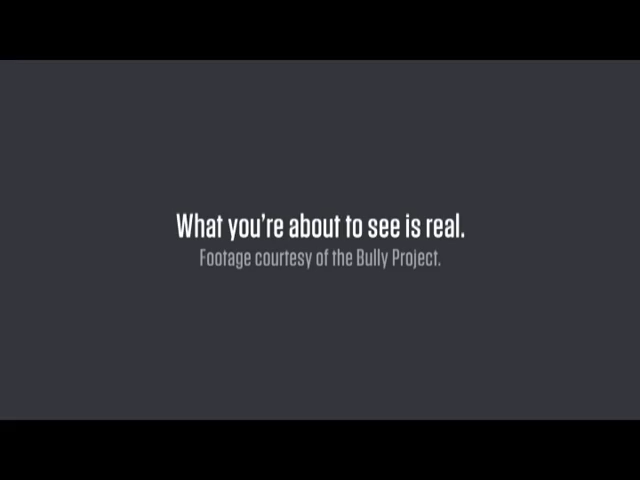 What you're about to see is real.
Footage courtesy of the Bully Project.